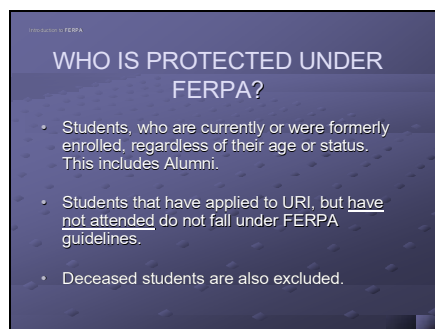 Introduction to FERPA
WHO IS PROTECTED UNDER
FERPA?
• Students, who are currently or were formerly
enrolled, regardless of their age or status.
This includes Alumni.
• Students that have applied to URI, but have
not attended do not fall under FERPA
guidelines.
• Deceased students are also excluded.